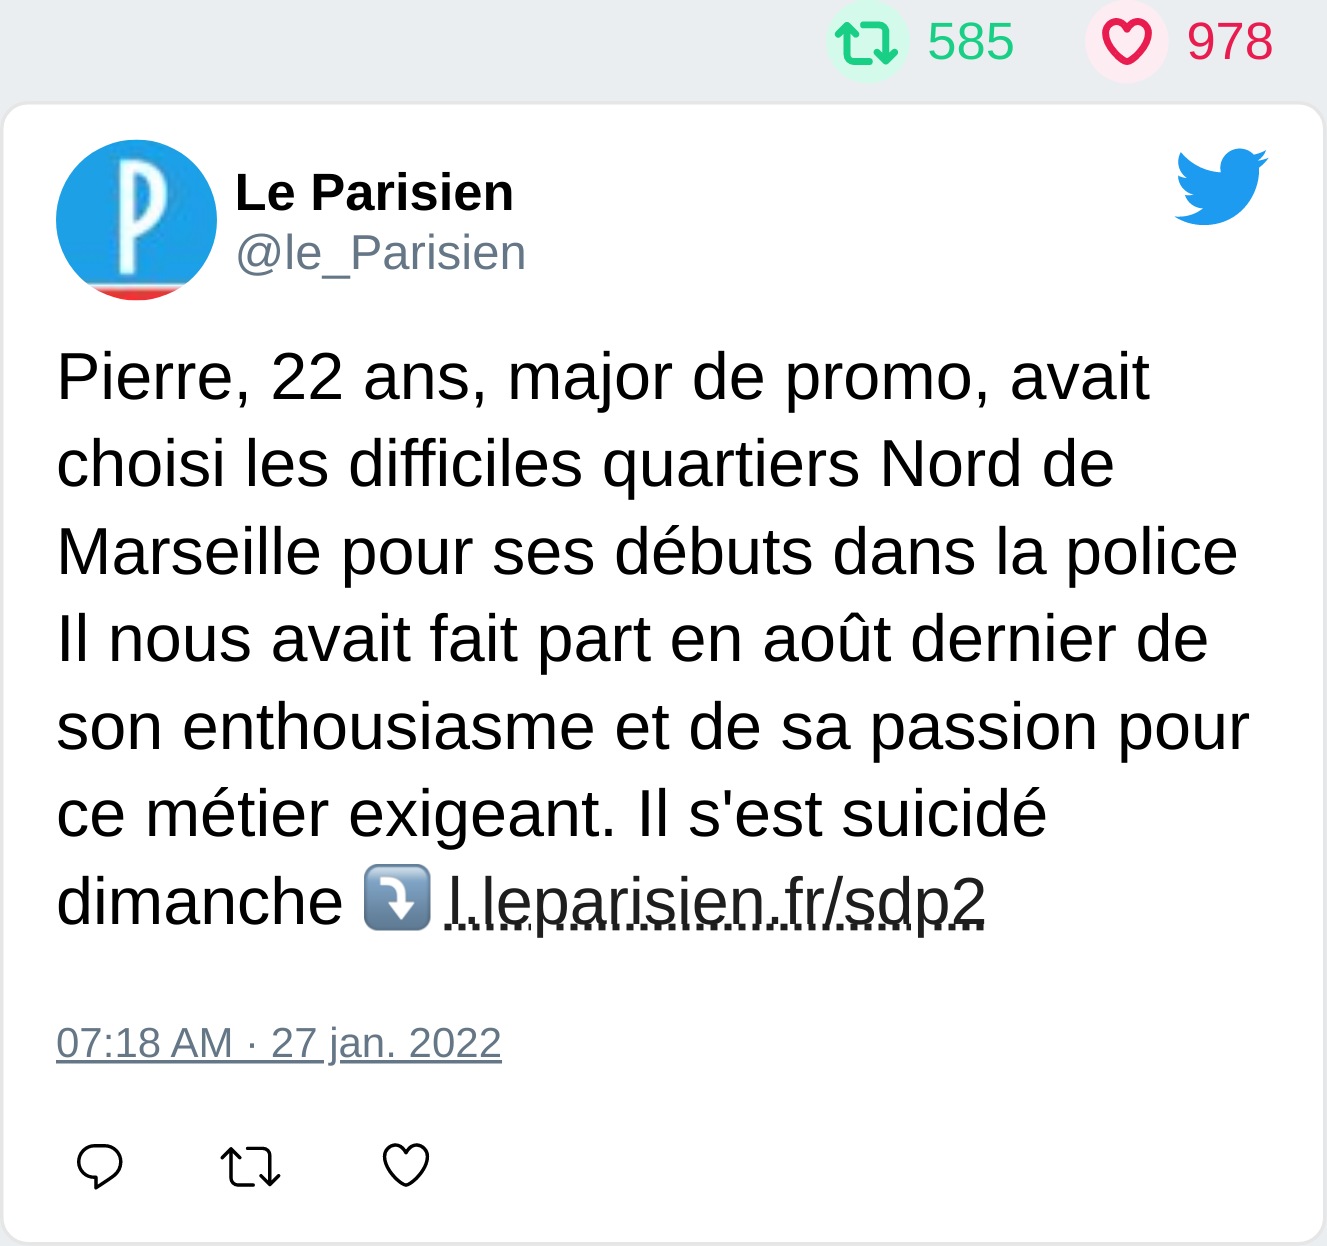 585 978
Le Parisien
@le_Parisien
Pierre, 22 ans, major de promo, avait
choisi les difficiles quartiers Nord de
Marseille pour ses débuts dans la police
Il nous avait fait part en août dernier de
son enthousiasme et de sa passion pour
ce métier exigeant. Il s'est suicidé
dimanche ⤵️ l.leparisien.fr/sdp2
07:18 AM · 27 jan. 2022